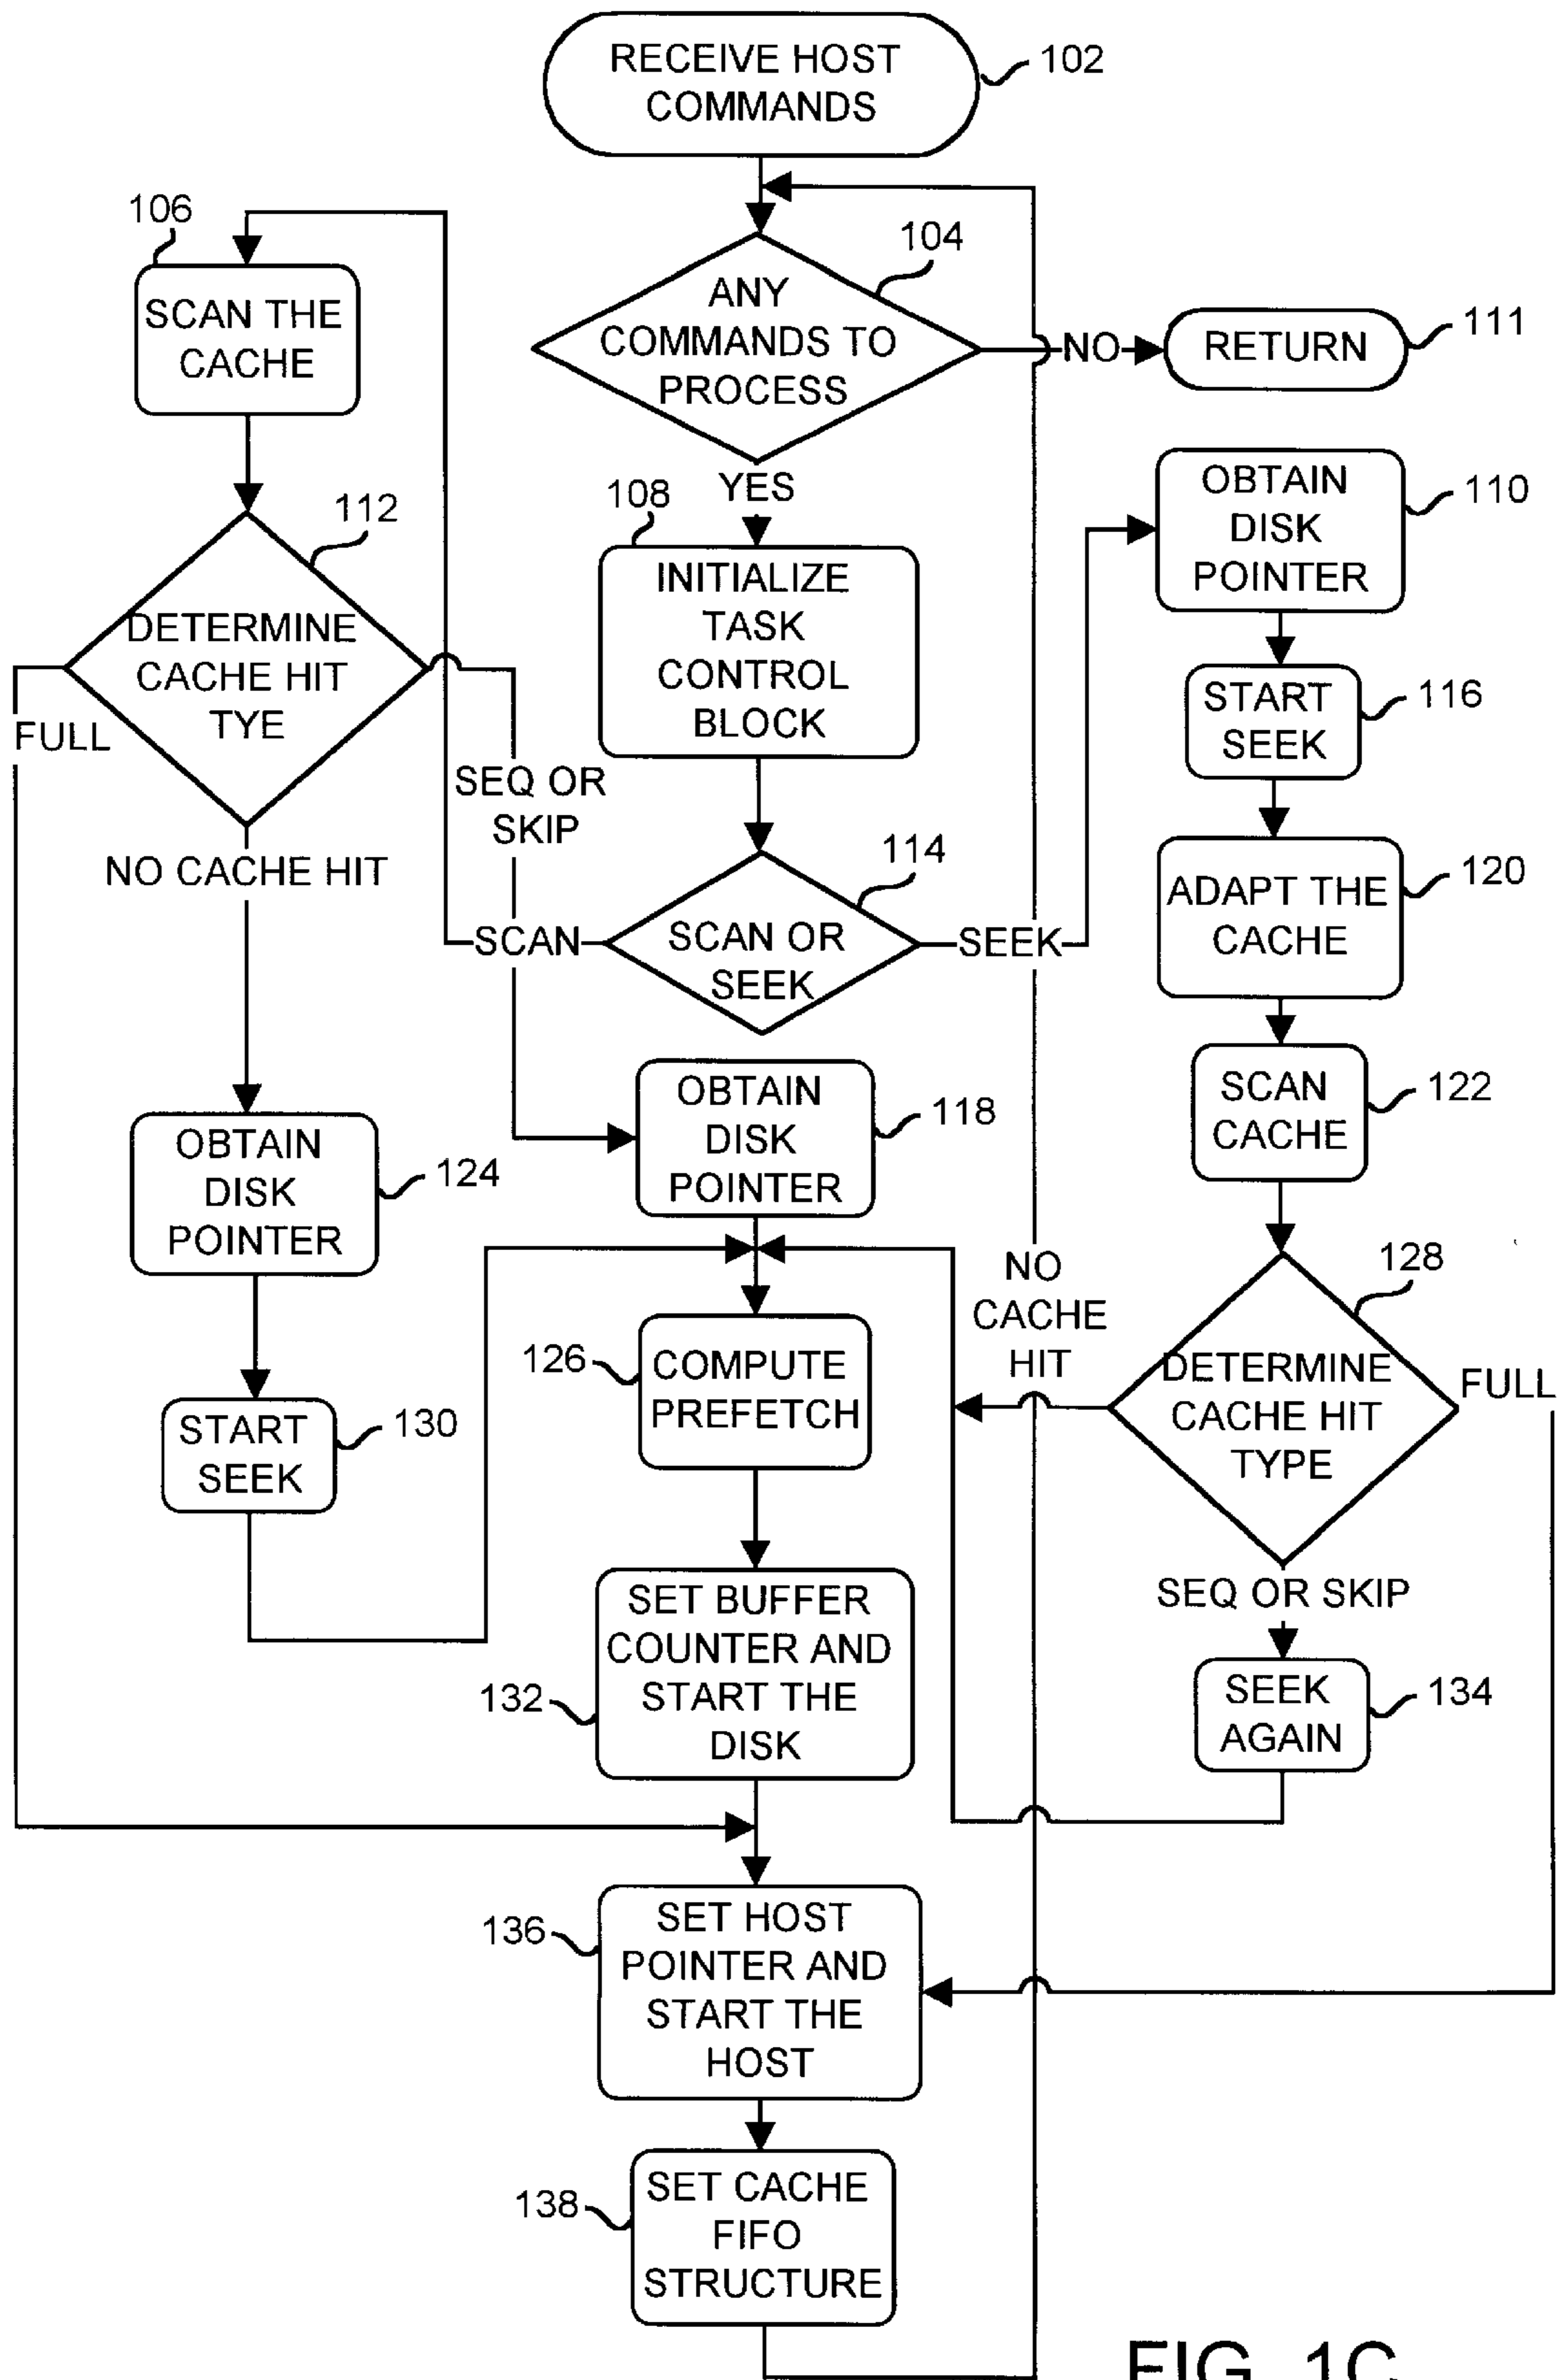 RECEIVE HOST
COMMANDS
102
106
104
SCAN THE
CACHE
ANY
COMMANDS TO
PROCESS
NO
RETURN
111
YES
112
108
OBTAIN
DISK
POINTER
110
DETERMINE
CACHE HIT
TYE
INITIALIZE
TASK
CONTROL
BLOCK
START
SEEK
116
FULL
SEQ OR
SKIP
NO CACHE HIT
114
ADAPT THE
CACHE
120
SCAN
SCAN OR
SEEK
SEEK
SCAN
CACHE
122
OBTAIN
DISK
POINTER
118
OBTAIN
DISK
POINTER
124
NO
CACHE
HIT
128
126
COMPUTE
PREFETCH
DETERMINE
CACHE HIT
TYPE
FULL
START
SEEK
130
SEQ OR SKIP
SET BUFFER
COUNTER AND
START THE
DISK
132
SEEK
AGAIN
134
136
SET HOST
POINTER AND
START THE
HOST
138
SET CACHE
FIFO
STRUCTURE
FIG. 1C